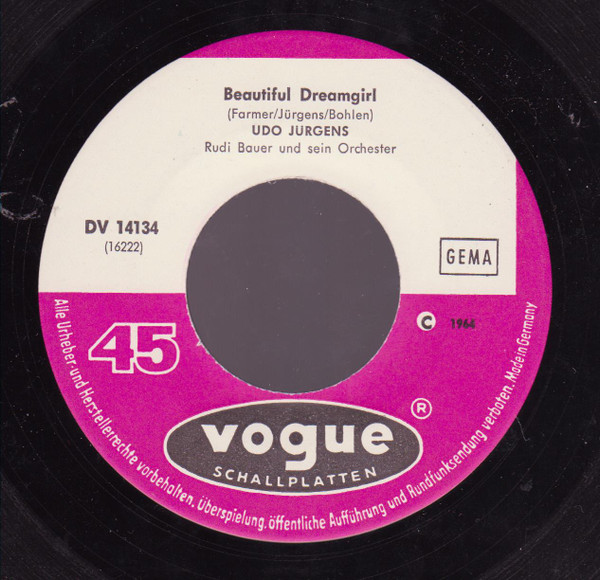 Beautiful Dreamgirl
(Farmer/Jürgens/Bohlen)
UDO JURGENS
Rudi Bauer und sein Orchester
DV 14134
(16222)
GEMA
45
© 1964
®
vogue
SCHALLPLATTEN
Alle Urheber- und Herstellerrechte vorbehalten. Überspielung, öffentliche Aufführung und Rundfunksendung verboten. Made in Germany